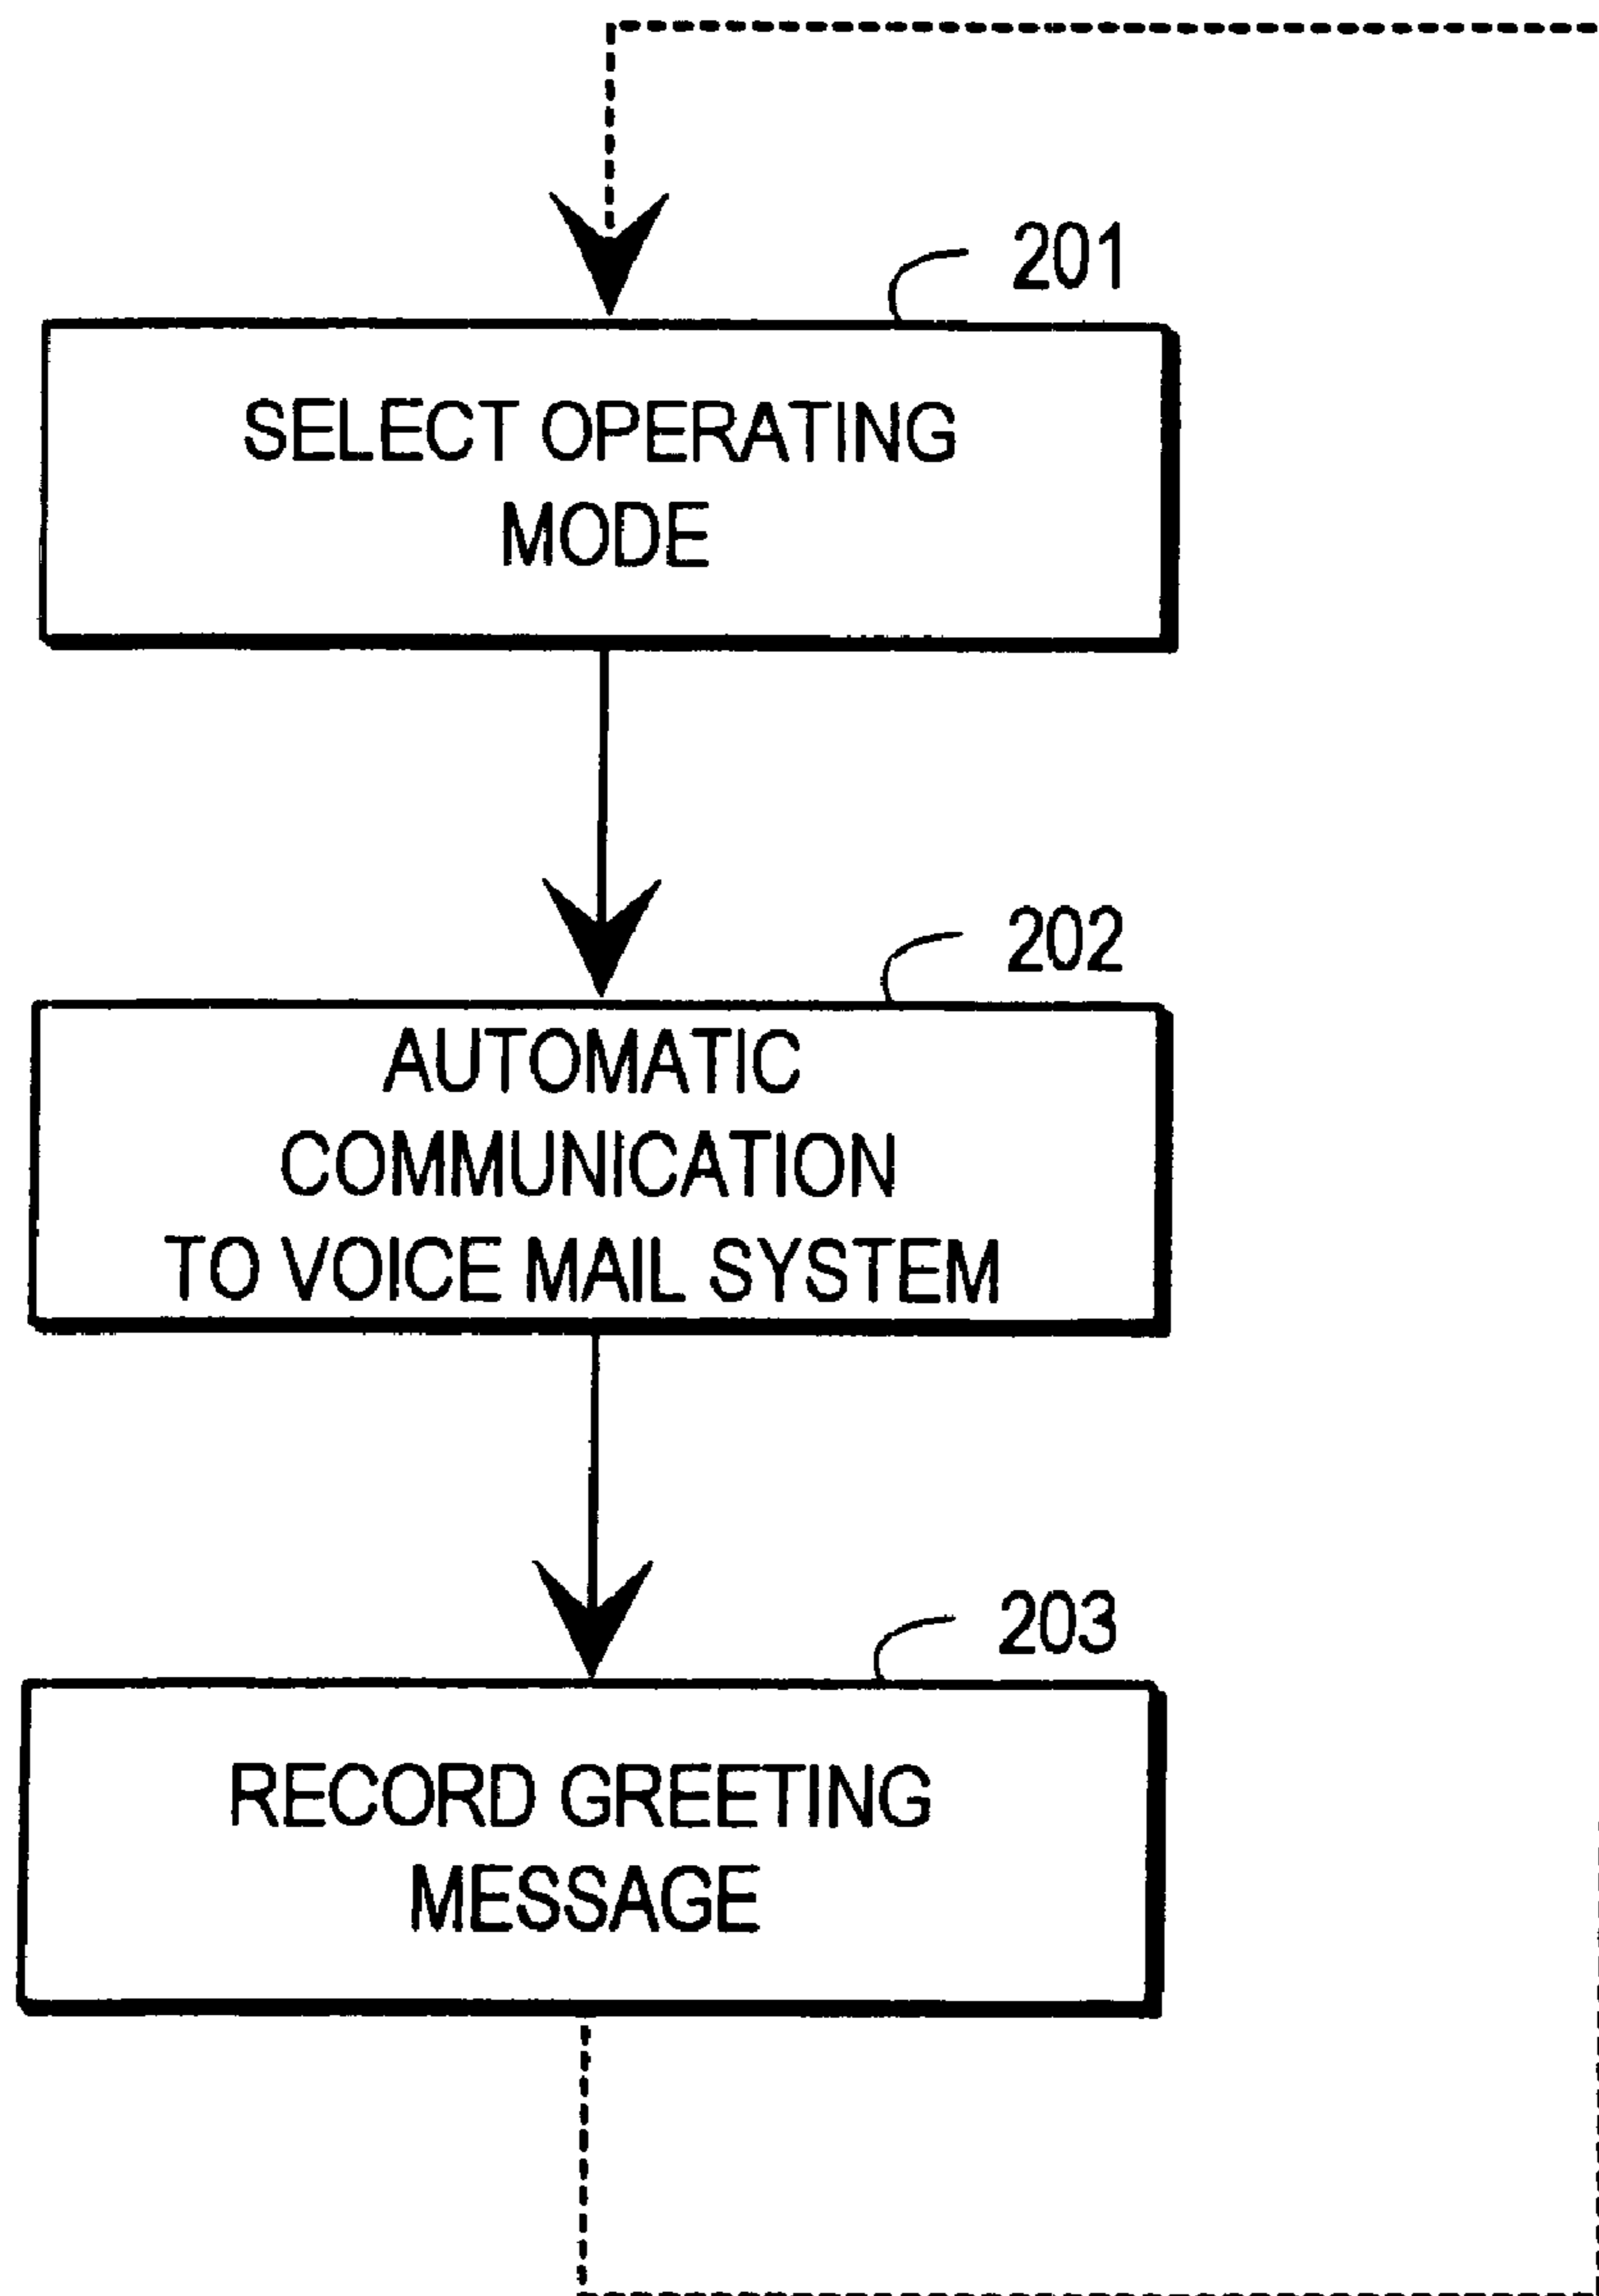 201
SELECT OPERATING
MODE
202
AUTOMATIC
COMMUNICATION
TO VOICE MAIL SYSTEM
203
RECORD GREETING
MESSAGE